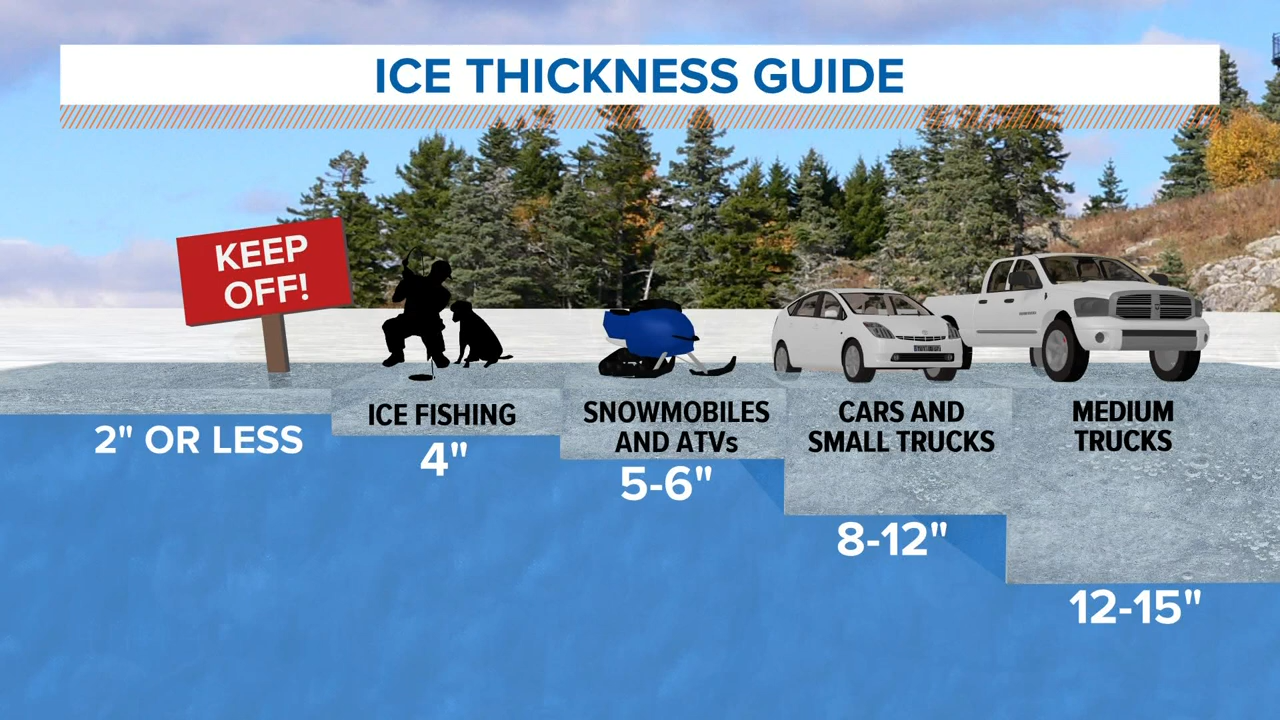 ICE THICKNESS GUIDE
KEEP
OFF!
2" OR LESS
ICE FISHING
4"
SNOWMOBILES
AND ATVs
5-6"
CARS AND
SMALL TRUCKS
8-12"
MEDIUM
TRUCKS
12-15"